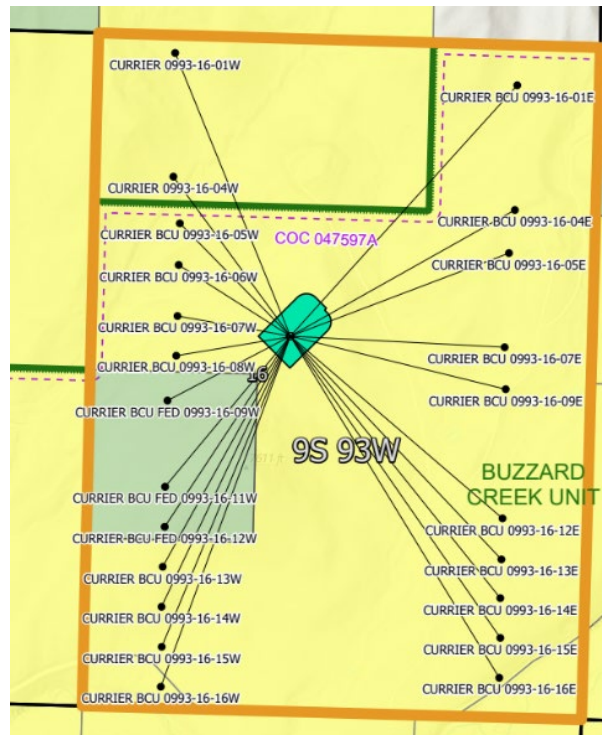 CURRIER 0993-16-01W
CURRIER BCU 0993-16-01E
CURRIER 0993-16-04W
CURRIER BCU 0993-16-04E
CURRIER BCU 0993-16-05W
COC 047597A
CURRIER BCU 0993-16-05E
CURRIER BCU 0993-16-06W
CURRIER BCU 0993-16-07W
CURRIER BCU 0993-16-07E
CURRIER BCU 0993-16-08W
16
CURRIER BCU 0993-16-09E
CURRIER BCU FED 0993-16-09W
9S 93W
BUZZARD
CREEK UNIT
CURRIER BCU FED 0993-16-11W
CURRIER BCU 0993-16-12E
CURRIER BCU FED 0993-16-12W
CURRIER BCU 0993-16-13E
CURRIER BCU 0993-16-13W
CURRIER BCU 0993-16-14E
CURRIER BCU 0993-16-14W
CURRIER BCU 0993-16-15E
CURRIER BCU 0993-16-15W
CURRIER BCU 0993-16-16E
CURRIER BCU 0993-16-16W